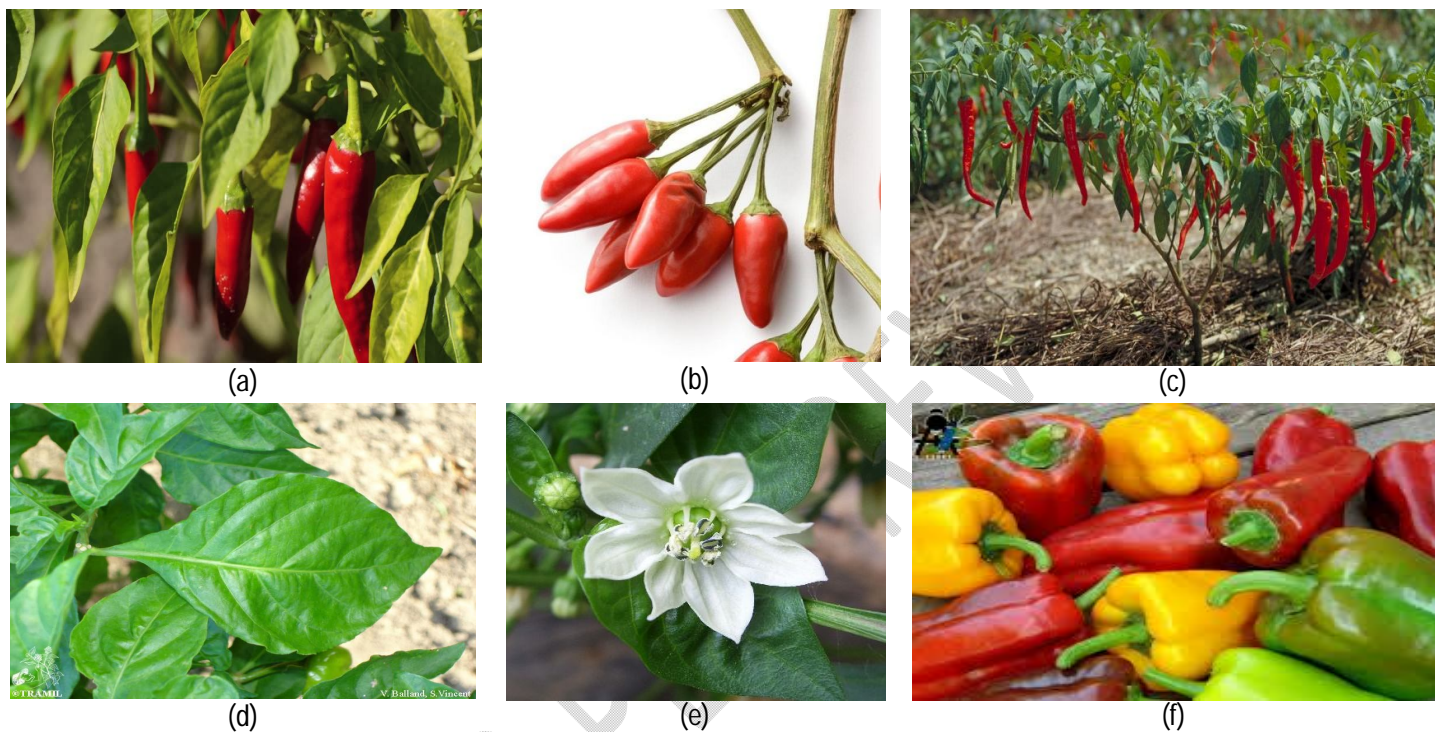 (a)
(b)
(c)
(d)
(e)
(f)
©TRAMIL
V. Balland, S. Vincent